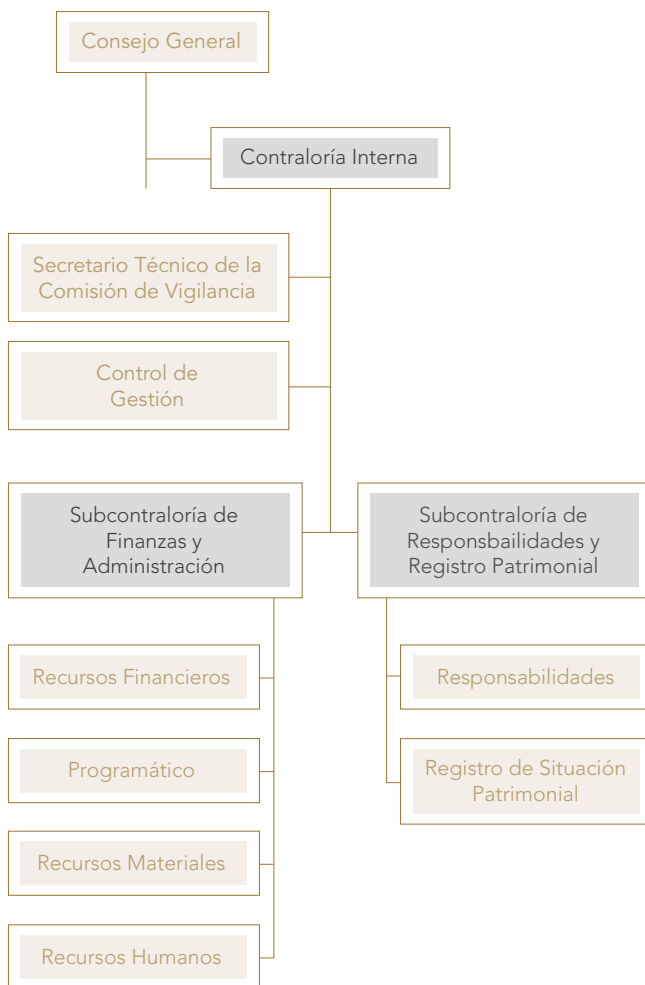 Consejo General
Contraloría Interna
Secretario Técnico de la
Comisión de Vigilancia
Control de
Gestión
Subcontraloría de
Finanzas y
Administración
Subcontraloría de
Responsbailidades y
Registro Patrimonial
Recursos Financieros
Programático
Recursos Materiales
Recursos Humanos
Responsabilidades
Registro de Situación
Patrimonial